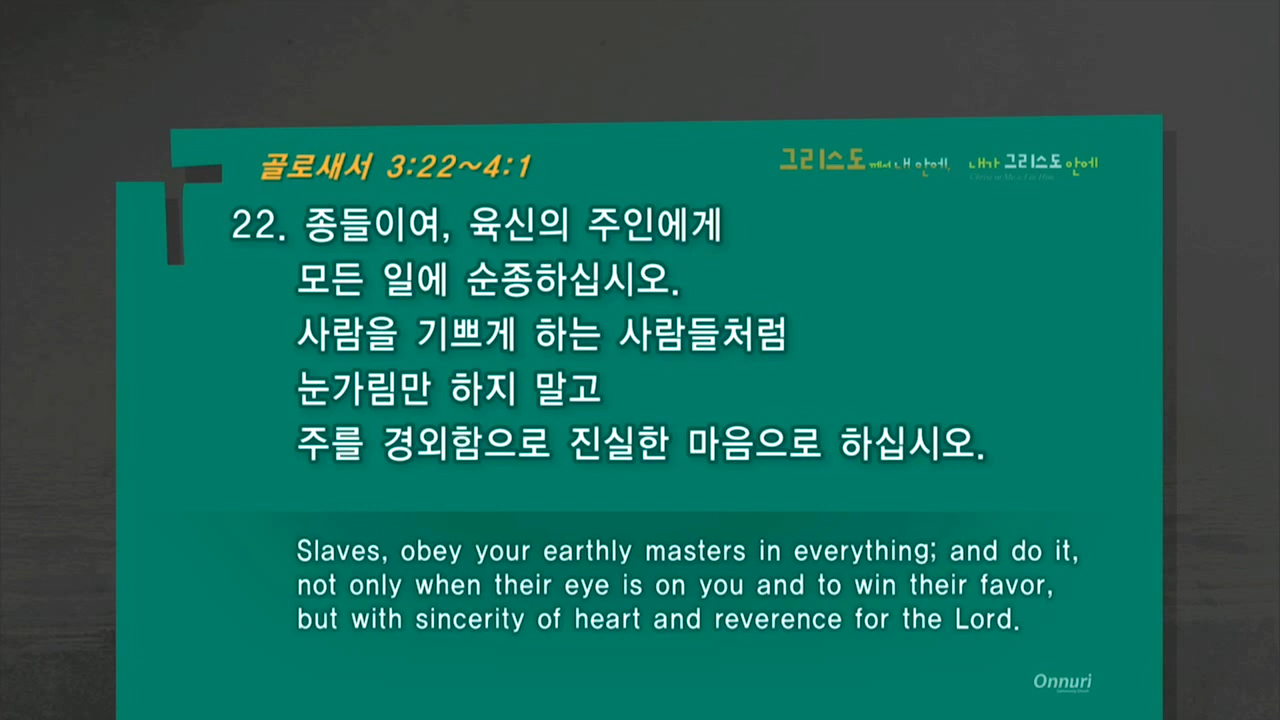 골로새서 3:22~4:1
그리스도께서 내 안에, 내가 그리스도 안에
22. 종들이여, 육신의 주인에게
모든 일에 순종하십시오.
사람을 기쁘게 하는 사람들처럼
눈가림만 하지 말고
주를 경외함으로 진실한 마음으로 하십시오.
Slaves, obey your earthly masters in everything; and do it,
not only when their eye is on you and to win their favor,
but with sincerity of heart and reverence for the Lord.
Onnuri